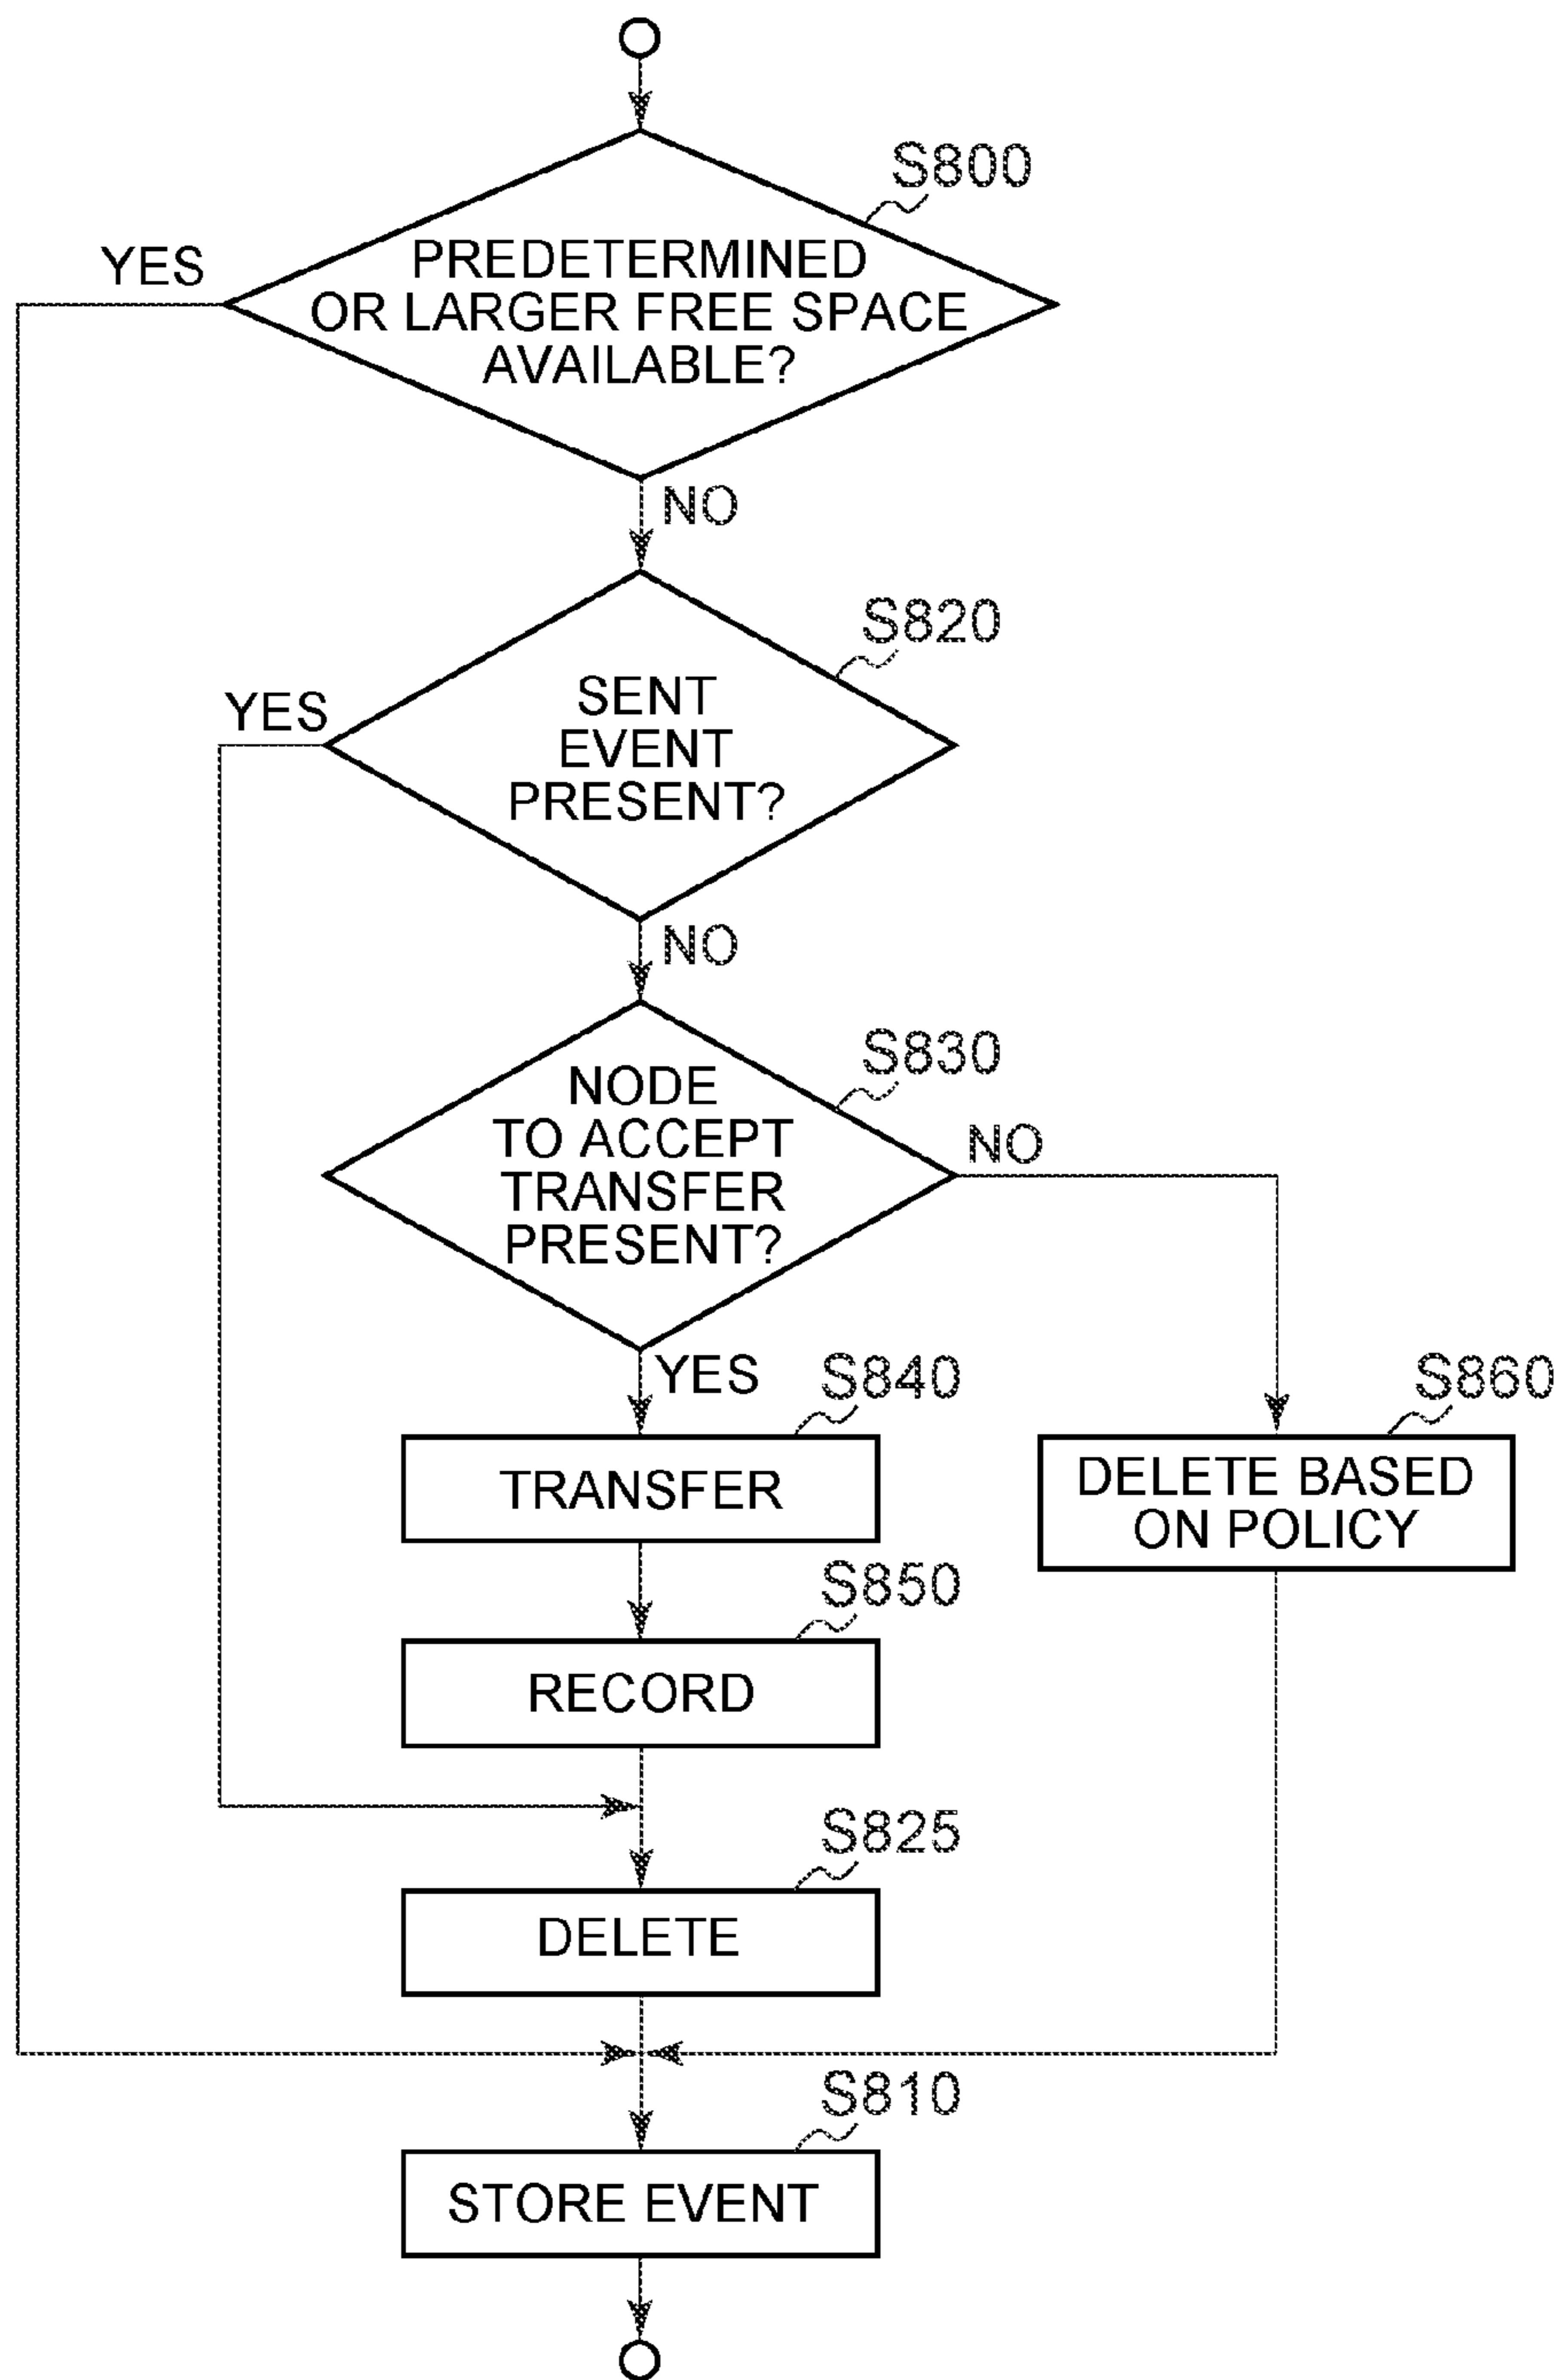 S800
YES
PREDETERMINED
OR LARGER FREE SPACE
AVAILABLE?
NO
S820
YES
SENT
EVENT
PRESENT?
NO
S830
NODE
TO ACCEPT
TRANSFER
PRESENT?
NO
YES
S840
S860
TRANSFER
DELETE BASED
ON POLICY
S850
RECORD
S825
DELETE
S810
STORE EVENT